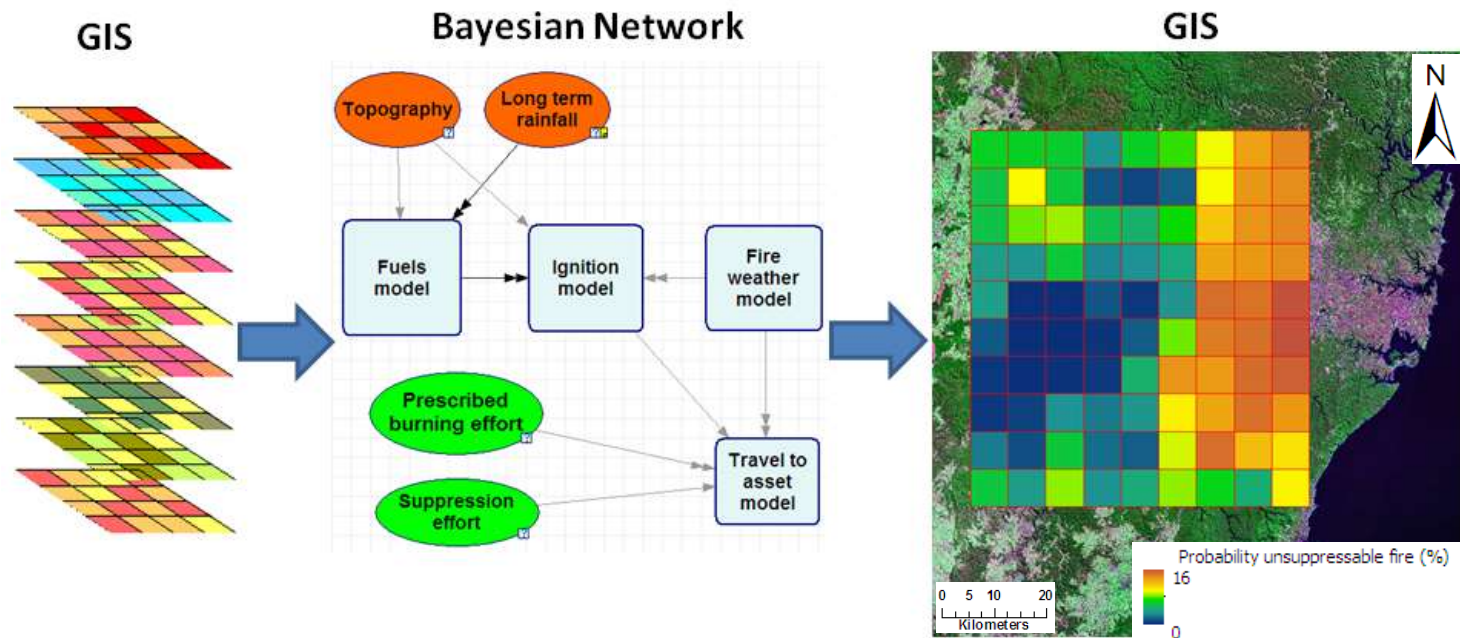 GIS
Bayesian Network
GIS
Topography
Long term
rainfall
Fuels
model
Ignition
model
Fire
weather
model
Prescribed
burning effort
Suppression
effort
Travel to
asset
model
N
Probability unsuppressable fire (%)
16
0
0 5 10 20
Kilometers